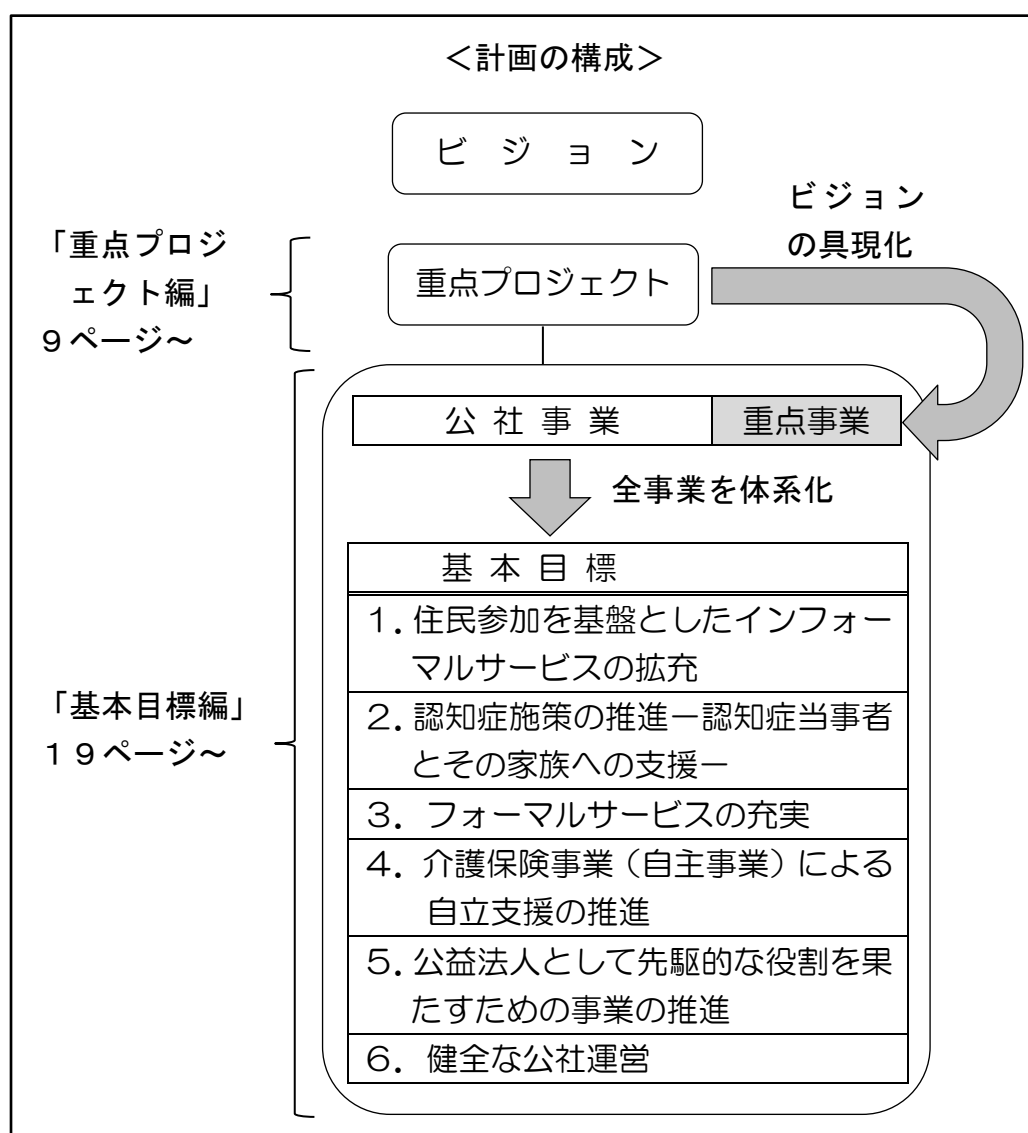 ＜計画の構成＞
ビ ジ ョ ン
ビジョン
の具現化
「重点プロジ
ェクト編」
９ページ～
重点プロジェクト
公 社 事 業
重点事業
全事業を体系化
「基本目標編」
１９ページ～
基 本 目 標
１．住民参加を基盤としたインフォー
マルサービスの拡充
２．認知症施策の推進－認知症当事者
とその家族への支援－
３．フォーマルサービスの充実
４．介護保険事業（自主事業）による
自立支援の推進
５．公益法人として先駆的な役割を果
たすための事業の推進
６．健全な公社運営